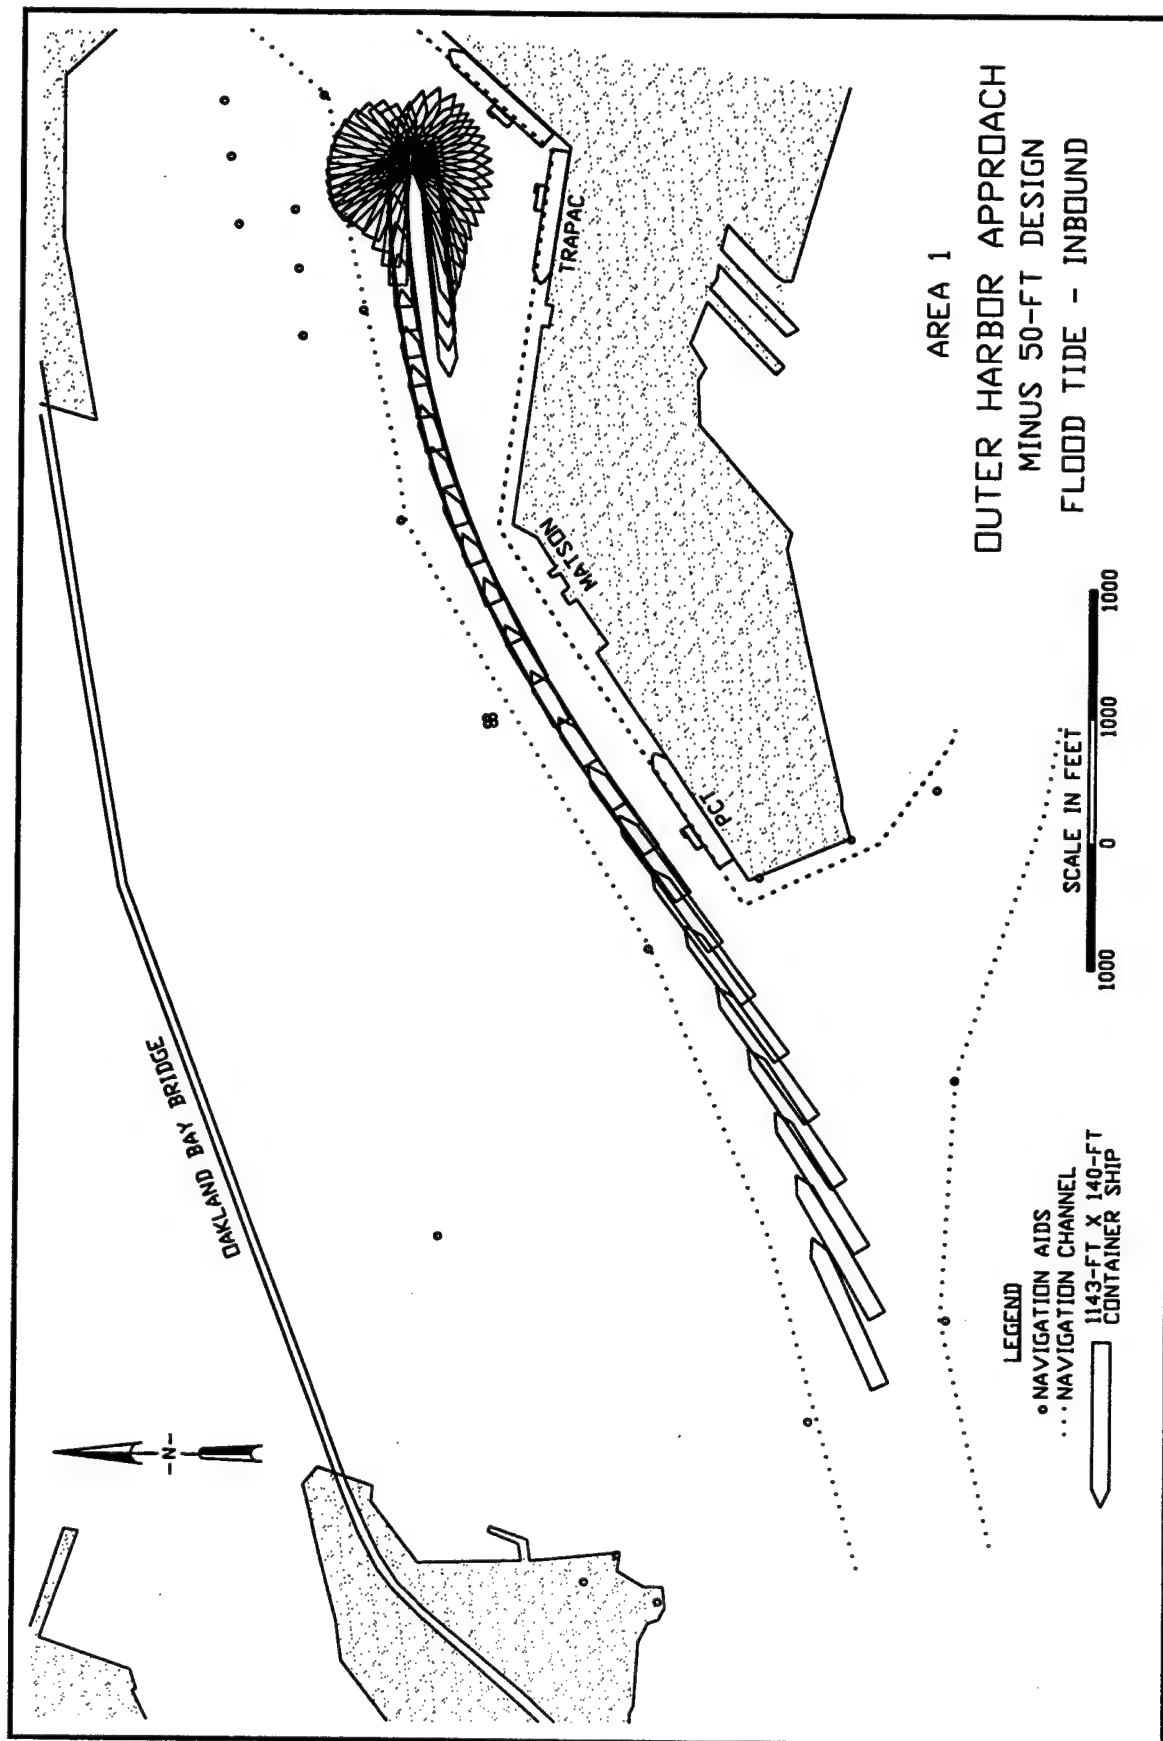 OAKLAND BAY BRIDGE
-N-
TRAPAC
MATSON
PCT
AREA 1
OUTER HARBOR APPROACH
MINUS 50-FT DESIGN
FLOOD TIDE - INBOUND
SCALE IN FEET
1000 0 1000 1000
LEGEND
NAVIGATION AIDS
NAVIGATION CHANNEL
1143-FT X 140-FT
CONTAINER SHIP